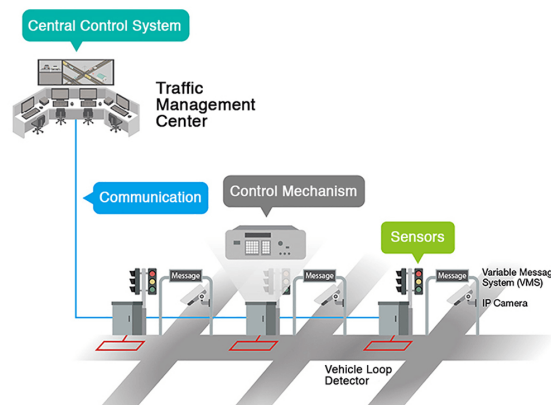 Central Control System
Traffic
Management
Center
Communication
Control Mechanism
Sensors
Message
Message
Message
Variable Messag
System (VMS)
IP Camera
Vehicle Loop
Detector